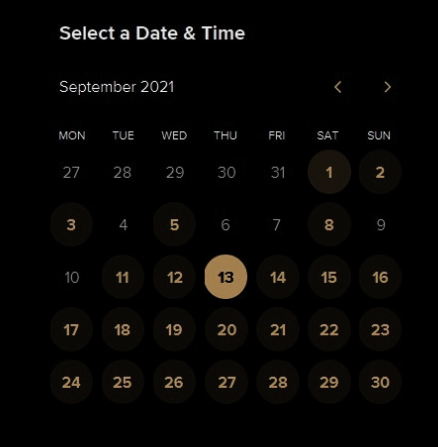 Select a Date & Time
September 2021
MON TUE WED THU FRI SAT SUN
27 28 29 30 31 1 2
3 4 5 6 7 8 9
10 11 12 13 14 15 16
17 18 19 20 21 22 23
24 25 26 27 28 29 30